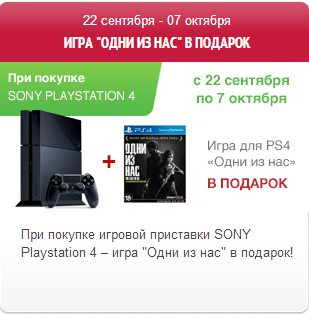 22 сентября - 07 октября
ИГРА "ОДНИ ИЗ НАС" В ПОДАРОК
При покупке
SONY PLAYSTATION 4
с 22 сентября
по 7 октября
PS4
ОДНИ
ИЗ НАС
+
Игра для PS4
«Одни из нас»
В ПОДАРОК
При покупке игровой приставки SONY
Playstation 4 – игра "Одни из нас" в подарок!